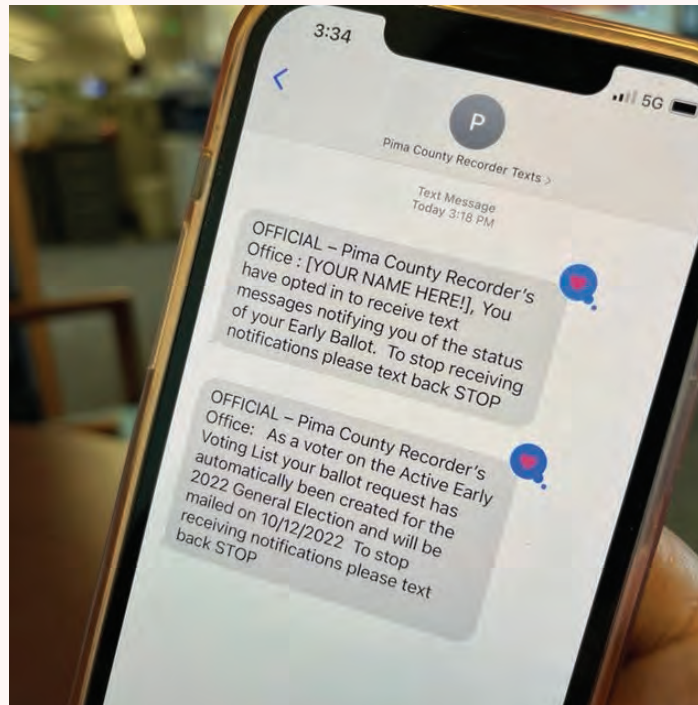 3:34
5G
P
Pima County Recorder Texts >
Text Message
Today 3:18 PM
OFFICIAL – Pima County Recorder's
Office : [YOUR NAME HERE!], You
have opted in to receive text
messages notifying you of the status
of your Early Ballot. To stop receiving
notifications please text back STOP
OFFICIAL – Pima County Recorder's
Office: As a voter on the Active Early
Voting List your ballot request has
automatically been created for the
2022 General Election and will be
mailed on 10/12/2022 To stop
receiving notifications please text
back STOP